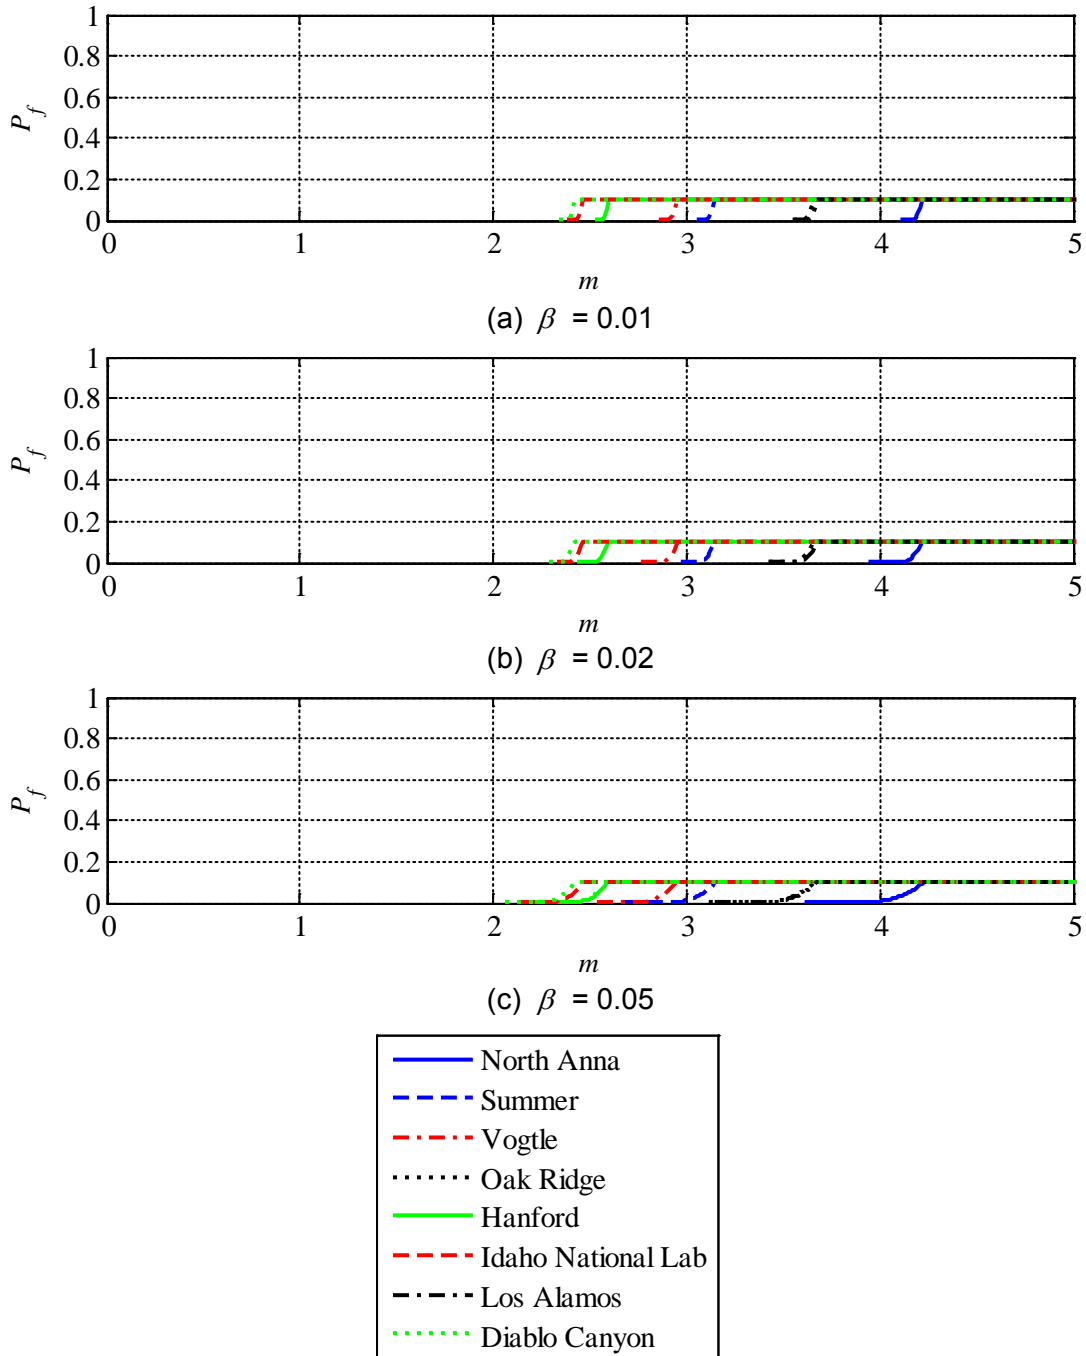 1
0.8
0.6
0.4
0.2
0
P_f
0 1 2 3 4 5
m
(a) β = 0.01
1
0.8
0.6
0.4
0.2
0
P_f
0 1 2 3 4 5
m
(b) β = 0.02
1
0.8
0.6
0.4
0.2
0
P_f
0 1 2 3 4 5
m
(c) β = 0.05
North Anna
Summer
Vogtle
Oak Ridge
Hanford
Idaho National Lab
Los Alamos
Diablo Canyon